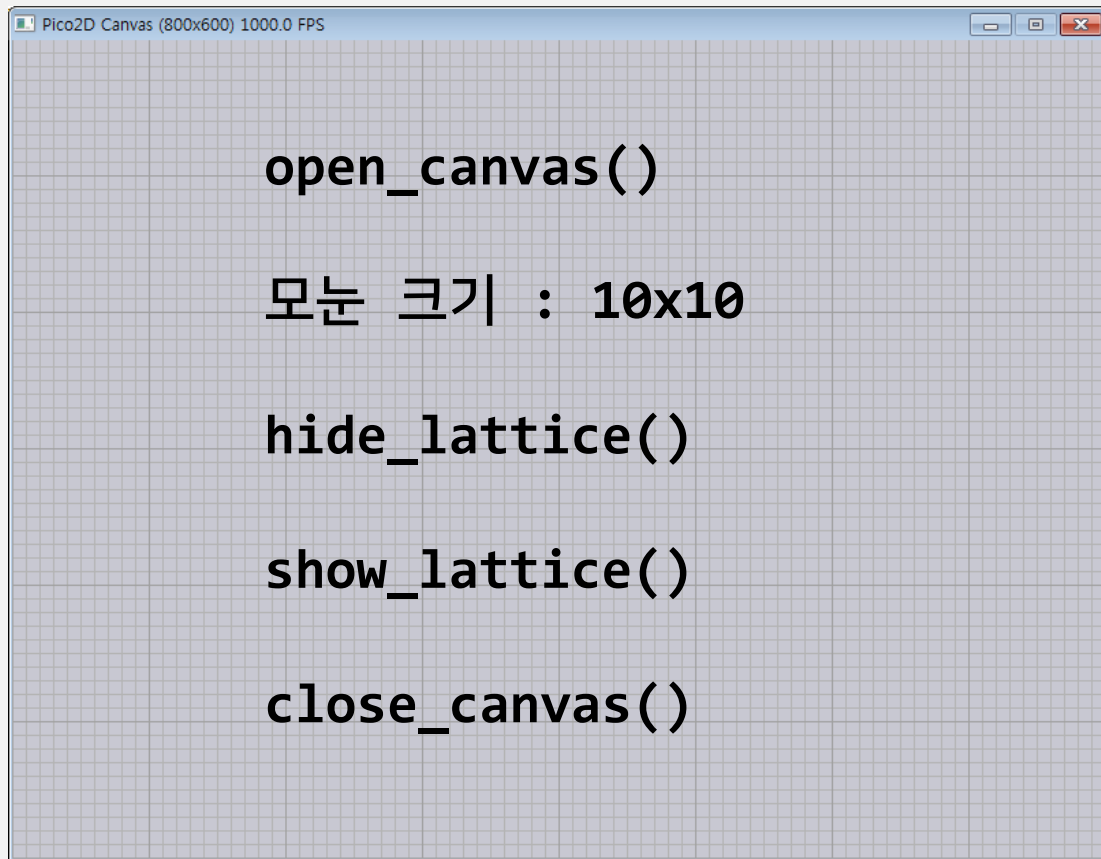 Pico2D Canvas (800x600) 1000.0 FPS
open_canvas()
모눈 크기 : 10x10
hide_lattice()
show_lattice()
close_canvas()